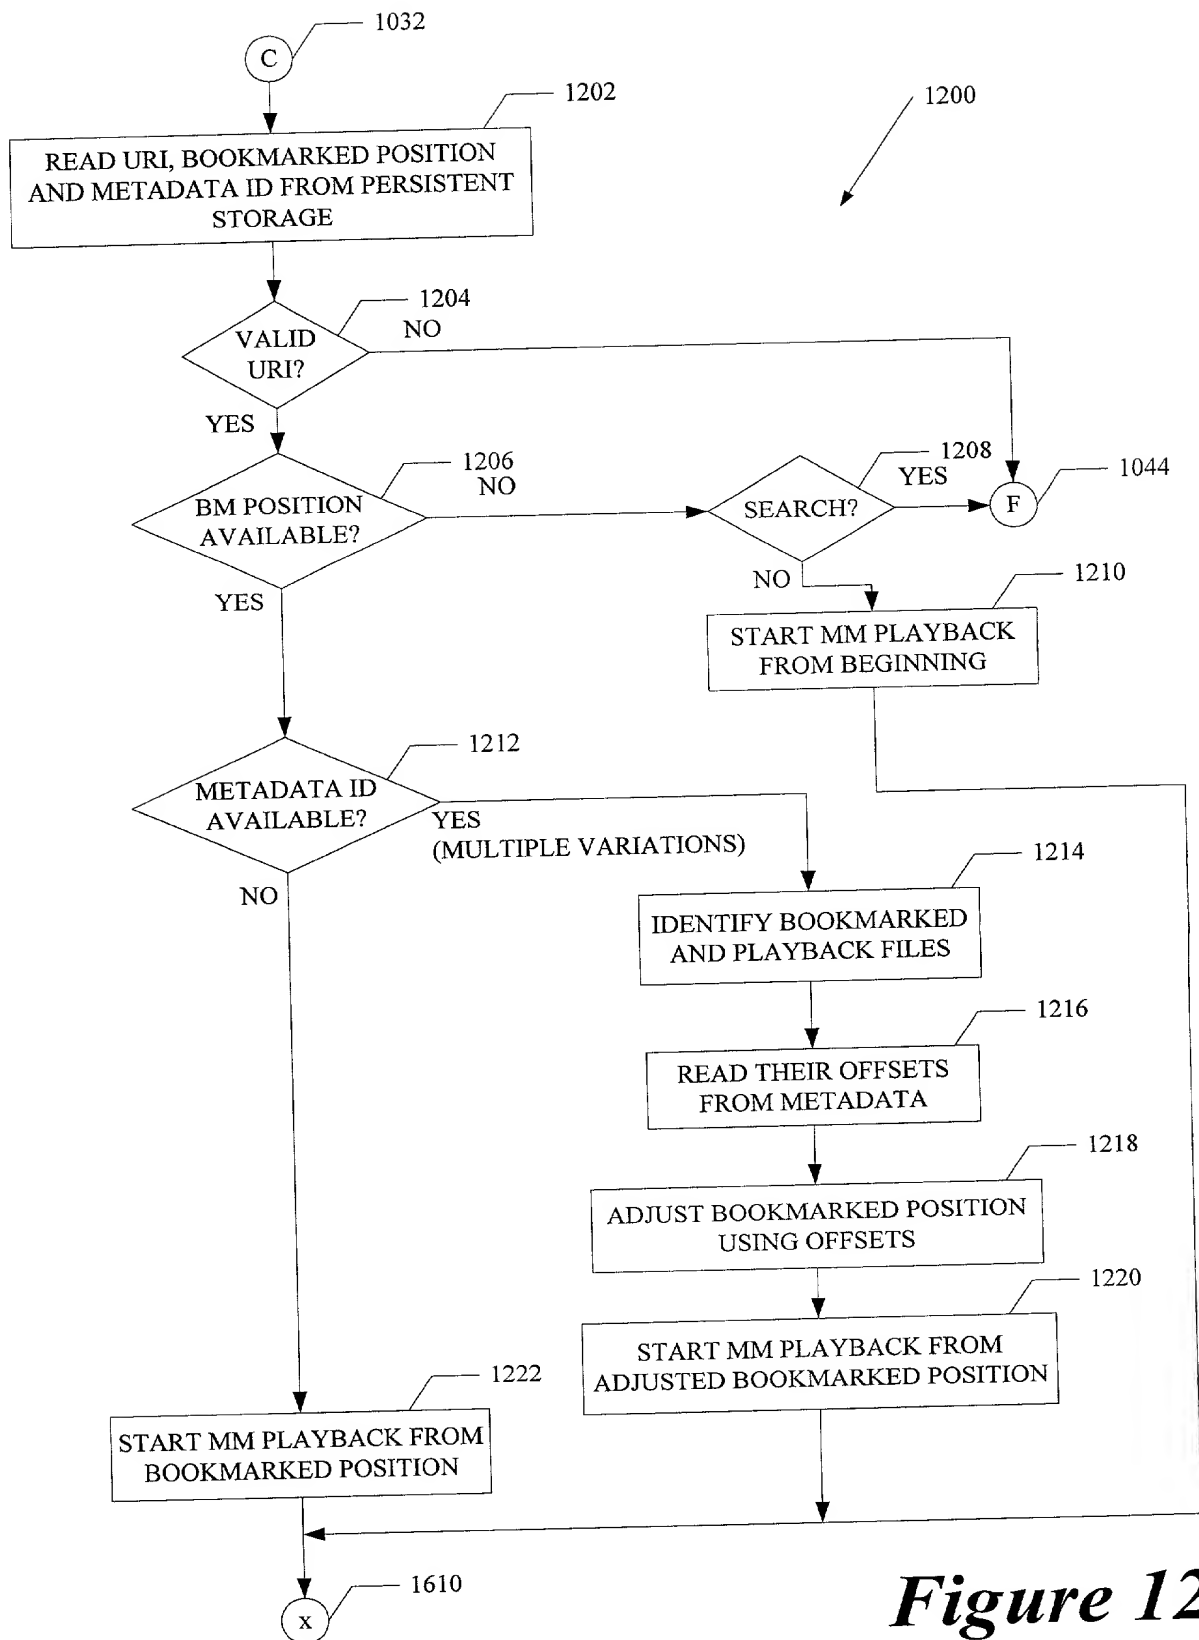 1032
C
1202
1200
READ URI, BOOKMARKED POSITION
AND METADATA ID FROM PERSISTENT
STORAGE
1204
VALID
URI?
NO
YES
1206
BM POSITION
AVAILABLE?
NO
1208
SEARCH?
YES
1044
F
YES
NO
1210
START MM PLAYBACK
FROM BEGINNING
1212
METADATA ID
AVAILABLE?
YES
(MULTIPLE VARIATIONS)
NO
1214
IDENTIFY BOOKMARKED
AND PLAYBACK FILES
1216
READ THEIR OFFSETS
FROM METADATA
1218
ADJUST BOOKMARKED POSITION
USING OFFSETS
1220
START MM PLAYBACK FROM
ADJUSTED BOOKMARKED POSITION
1222
START MM PLAYBACK FROM
BOOKMARKED POSITION
1610
x
Figure 12